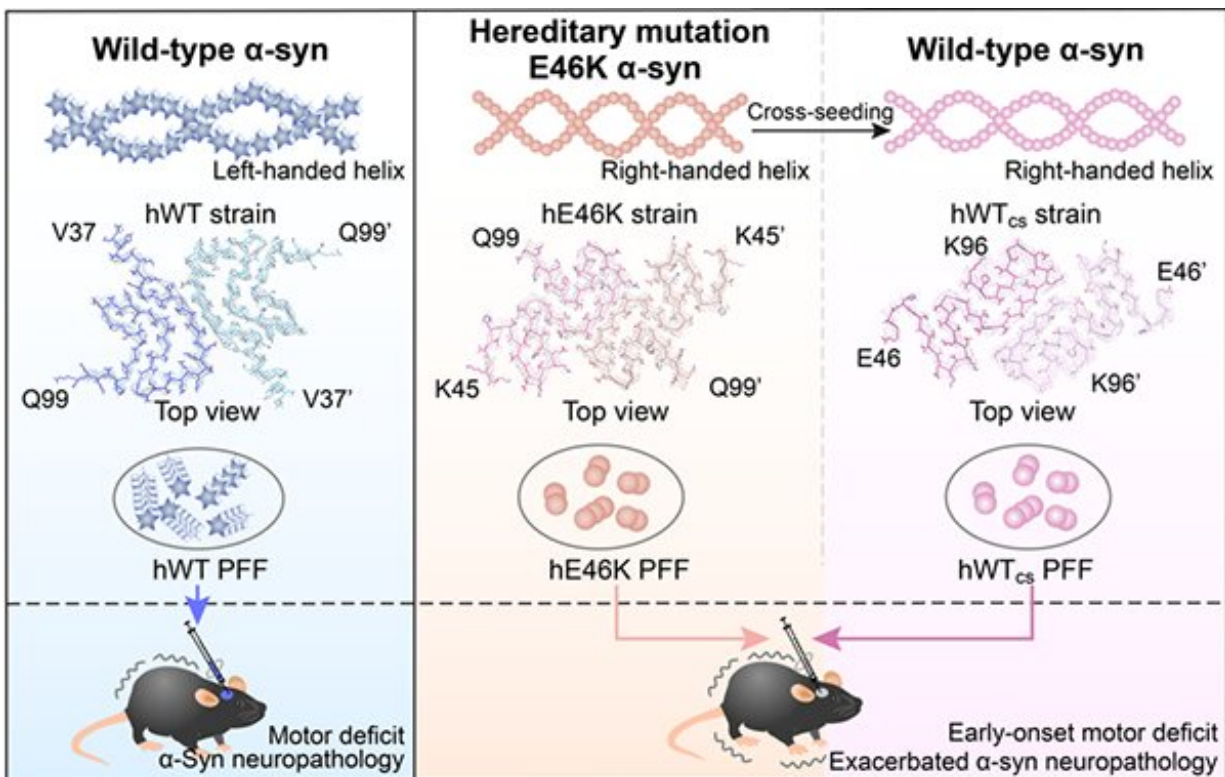 Wild-type α-syn
Left-handed helix
hWT strain
V37
Q99’
Q99
V37’
Top view
hWT PFF
Motor deficit
α-Syn neuropathology
Hereditary mutation
E46K α-syn
Cross-seeding
Right-handed helix
hE46K strain
Q99
K45’
K45
Q99’
Top view
hE46K PFF
Wild-type α-syn
Right-handed helix
hWTcs strain
K96
E46’
E46
K96’
Top view
hWTcs PFF
Early-onset motor deficit
Exacerbated α-syn neuropathology